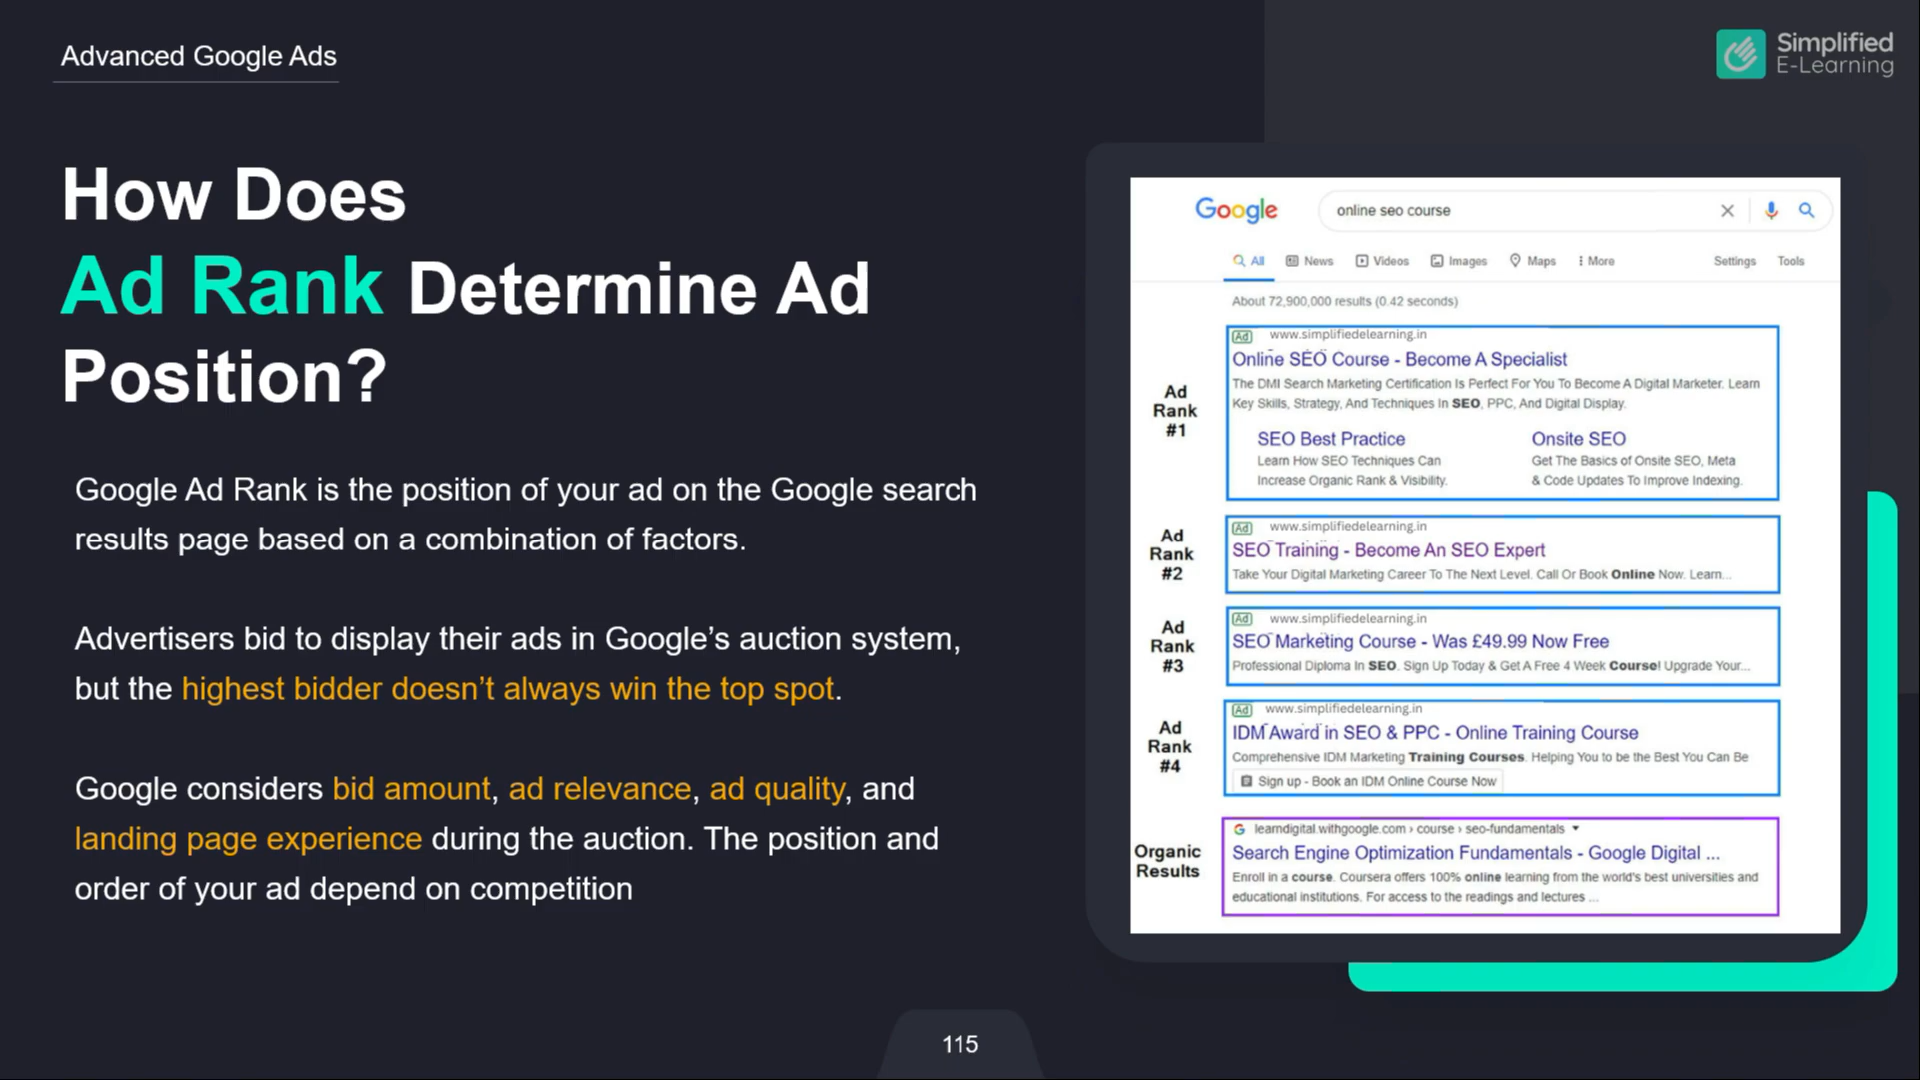 Advanced Google Ads
Simplified
E-Learning
How Does
Ad Rank Determine Ad
Position?
Google Ad Rank is the position of your ad on the Google search
results page based on a combination of factors.
Advertisers bid to display their ads in Google’s auction system,
but the highest bidder doesn’t always win the top spot.
Google considers bid amount, ad relevance, ad quality, and
landing page experience during the auction. The position and
order of your ad depend on competition
Google
online seo course
All News Videos Images Maps More Settings Tools
About 72,900,000 results (0.42 seconds)
Ad
Rank
#1
Ad www.simplifiedelearning.in
Online SEO Course - Become A Specialist
The DMI Search Marketing Certification Is Perfect For You To Become A Digital Marketer. Learn
Key Skills, Strategy, And Techniques In SEO, PPC, And Digital Display.
SEO Best Practice
Learn How SEO Techniques Can
Increase Organic Rank & Visibility.
Onsite SEO
Get The Basics of Onsite SEO, Meta
& Code Updates To Improve Indexing.
Ad
Rank
#2
Ad www.simplifiedelearning.in
SEO Training - Become An SEO Expert
Take Your Digital Marketing Career To The Next Level. Call Or Book Online Now. Learn...
Ad
Rank
#3
Ad www.simplifiedelearning.in
SEO Marketing Course - Was £49.99 Now Free
Professional Diploma In SEO. Sign Up Today & Get A Free 4 Week Course! Upgrade Your...
Ad
Rank
#4
Ad www.simplifiedelearning.in
IDM Award in SEO & PPC - Online Training Course
Comprehensive IDM Marketing Training Courses. Helping You to be the Best You Can Be
Sign up - Book an IDM Online Course Now
Organic
Results
G learndigital.withgoogle.com › course › seo-fundamentals
Search Engine Optimization Fundamentals - Google Digital ...
Enroll in a course. Coursera offers 100% online learning from the world's best universities and
educational institutions. For access to the readings and lectures ...
115